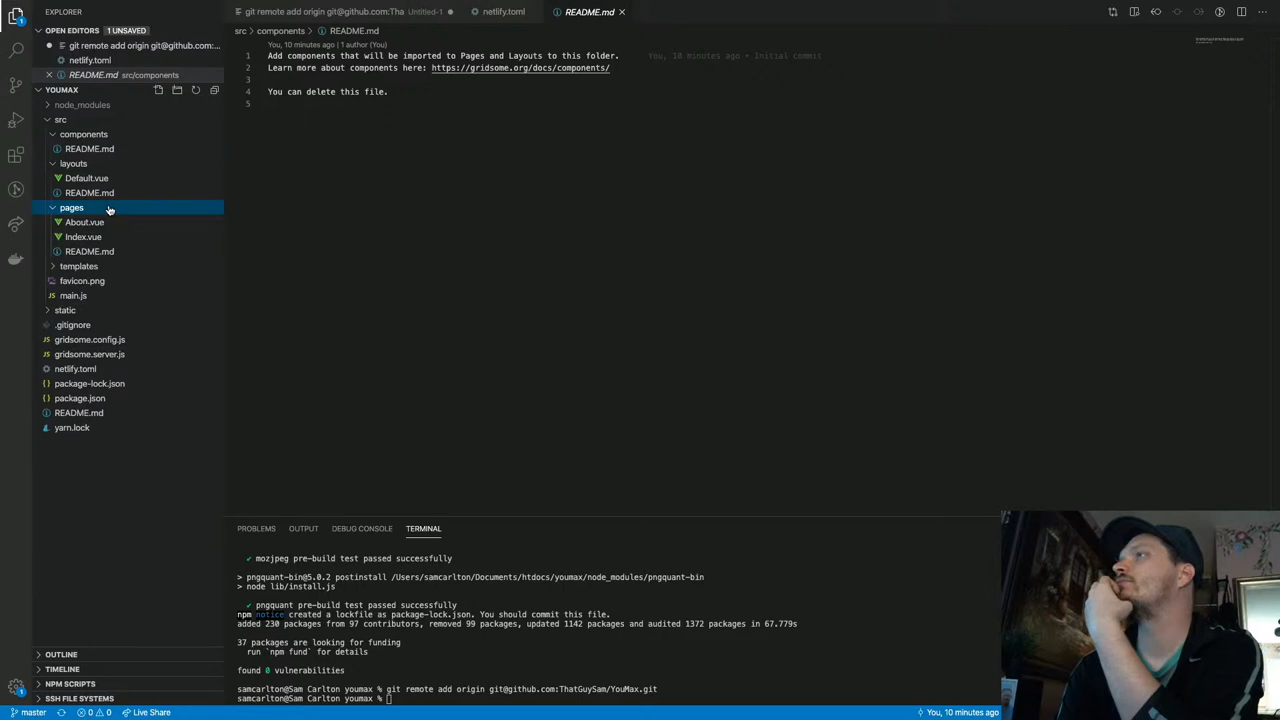 EXPLORER
OPEN EDITORS 1 UNSAVED
git remote add origin git@github.com:...
netlify.toml
README.md src/components
YOUMAX
node_modules
src
components
README.md
layouts
Default.vue
README.md
pages
About.vue
Index.vue
README.md
templates
favicon.png
main.js
static
.gitignore
gridsome.config.js
gridsome.server.js
netlify.toml
package-lock.json
package.json
README.md
yarn.lock
OUTLINE
TIMELINE
NPM SCRIPTS
SSH FILE SYSTEMS
git remote add origin git@github.com:Tha Untitled-1
netlify.toml
README.md
src > components > README.md
You, 10 minutes ago | 1 author (You)
1 Add components that will be imported to Pages and Layouts to this folder. You, 10 minutes ago • Initial commit
2 Learn more about components here: https://gridsome.org/docs/components/
3
4 You can delete this file.
5
PROBLEMS OUTPUT DEBUG CONSOLE TERMINAL
✔ mozjpeg pre-build test passed successfully
> pngquant-bin@5.0.2 postinstall /Users/samcarlton/Documents/htdocs/youmax/node_modules/pngquant-bin
> node lib/install.js
✔ pngquant pre-build test passed successfully
npm notice created a lockfile as package-lock.json. You should commit this file.
added 230 packages from 97 contributors, removed 99 packages, updated 1142 packages and audited 1372 packages in 67.779s
37 packages are looking for funding
run `npm fund` for details
found 0 vulnerabilities
samcarlton@Sam Carlton youmax % git remote add origin git@github.com:ThatGuySam/YouMax.git
samcarlton@Sam Carlton youmax %
master 0 0 Live Share
You, 10 minutes ago